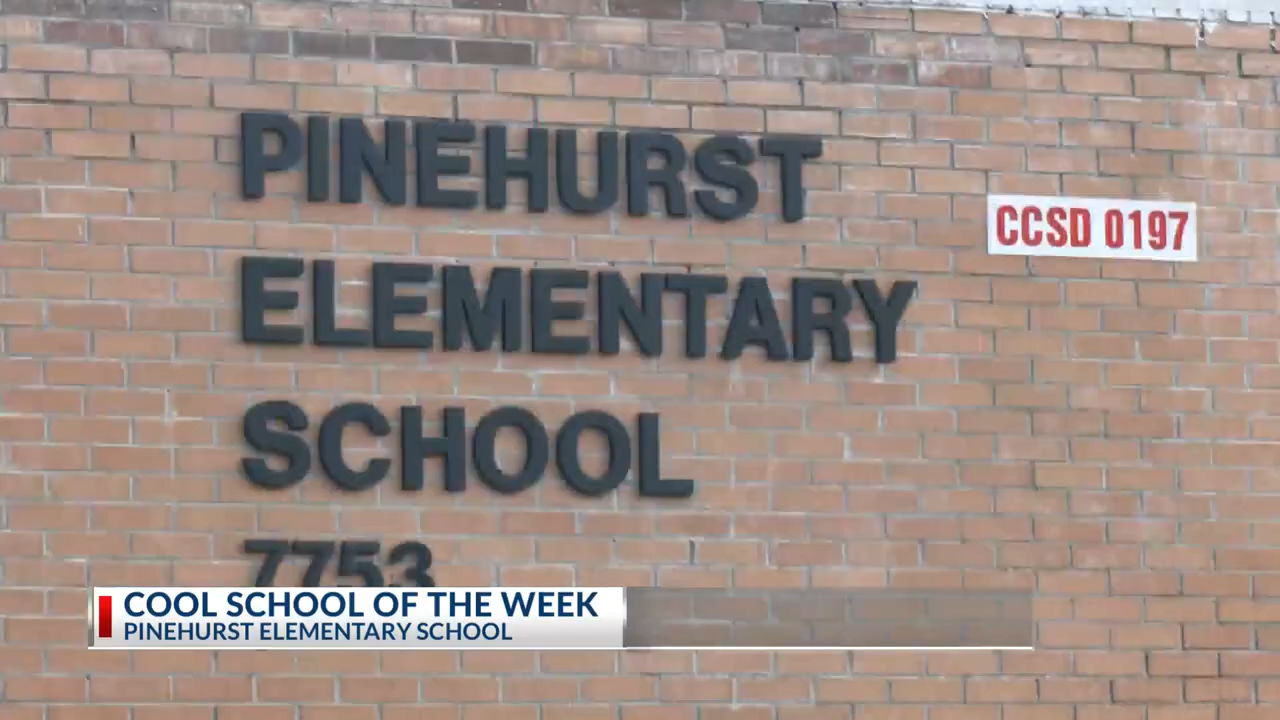 PINEHURST
CCSD 0197
ELEMENTARY
SCHOOL
7753
COOL SCHOOL OF THE WEEK
PINEHURST ELEMENTARY SCHOOL